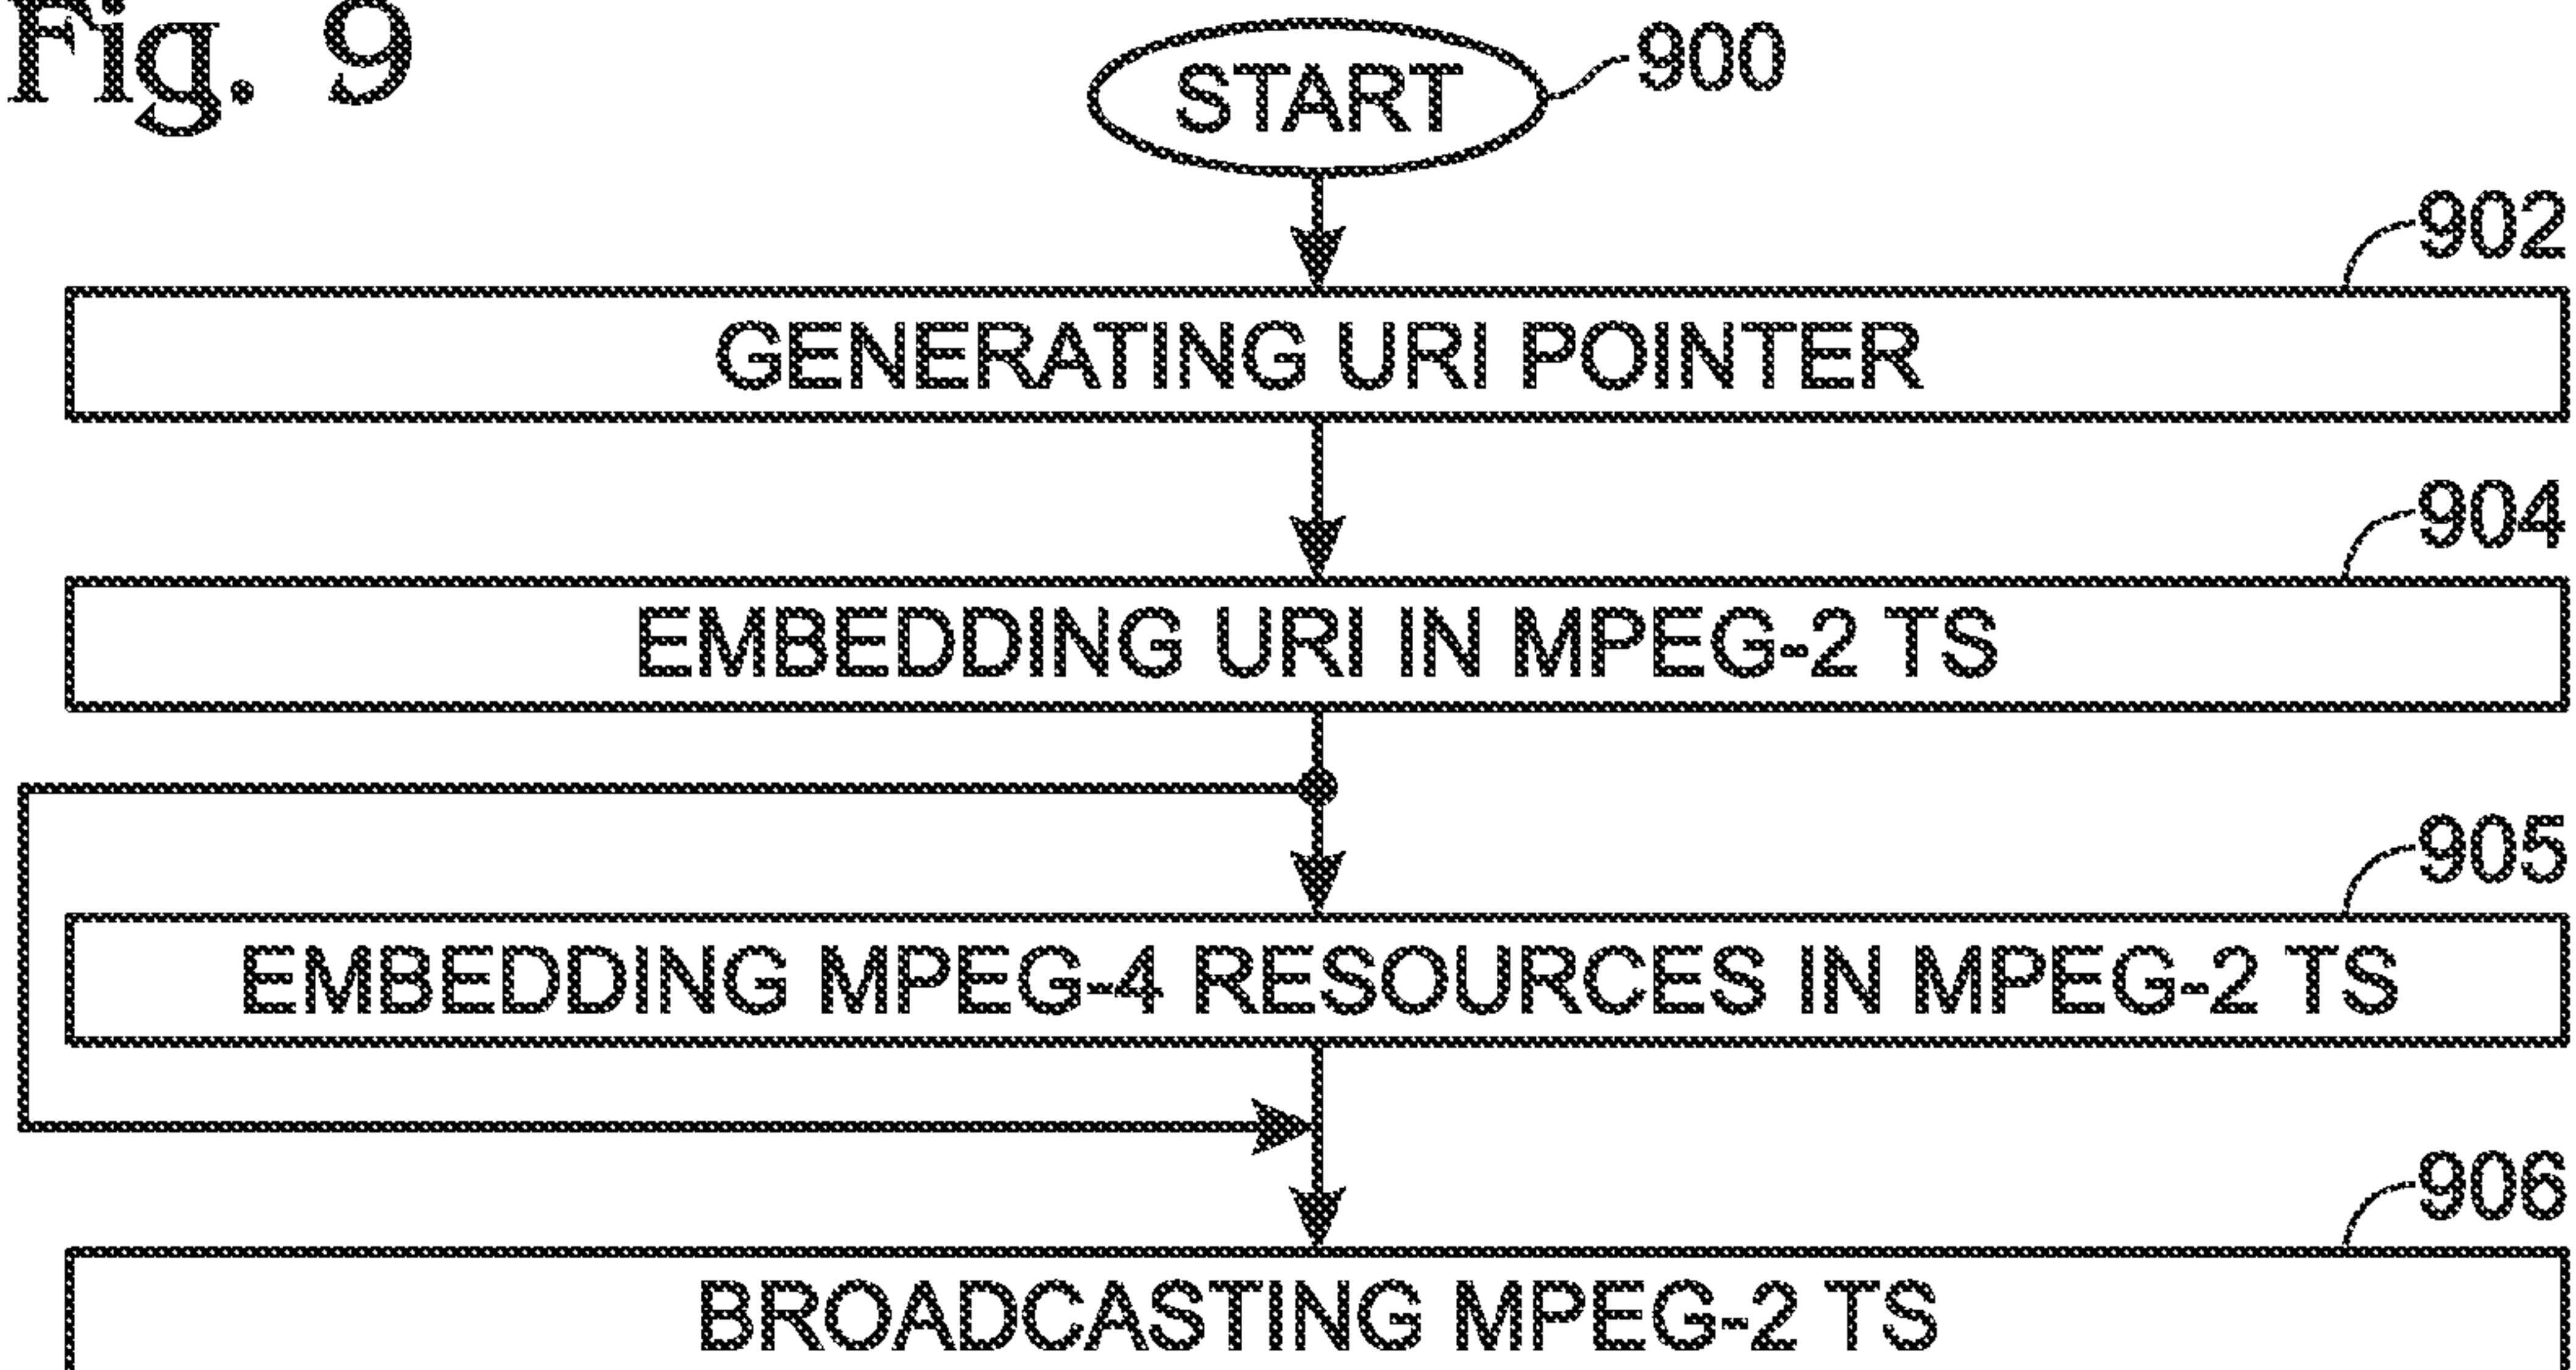 Fig. 9
START
900
902
GENERATING URI POINTER
904
EMBEDDING URI IN MPEG-2 TS
905
EMBEDDING MPEG-4 RESOURCES IN MPEG-2 TS
906
BROADCASTING MPEG-2 TS